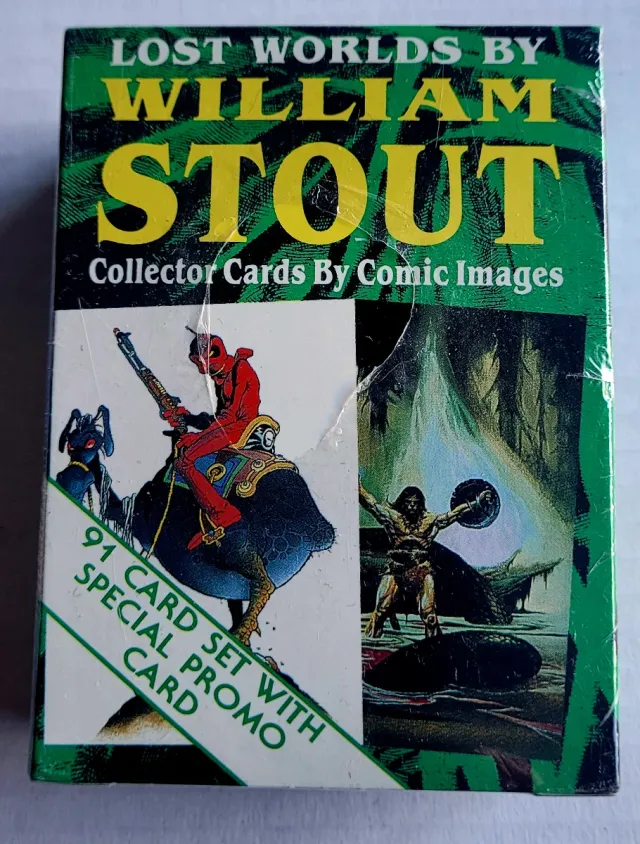 LOST WORLDS BY
WILLIAM
STOUT
Collector Cards By Comic Images
91 CARD SET WITH
SPECIAL PROMO
CARD